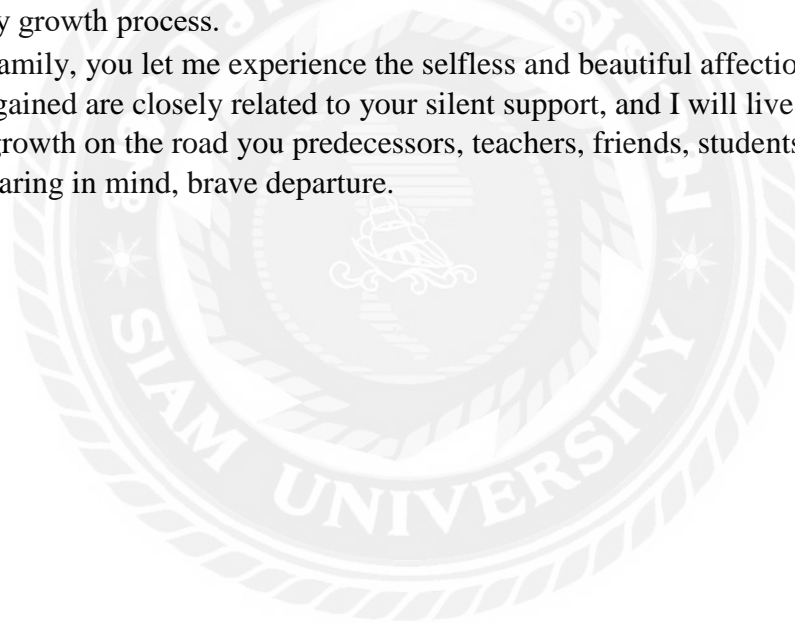 y growth process.
amily, you let me experience the selfless and beautiful affectio
gained are closely related to your silent support, and I will live
growth on the road you predecessors, teachers, friends, students
aring in mind, brave departure.
SIAM UNIVERSITY